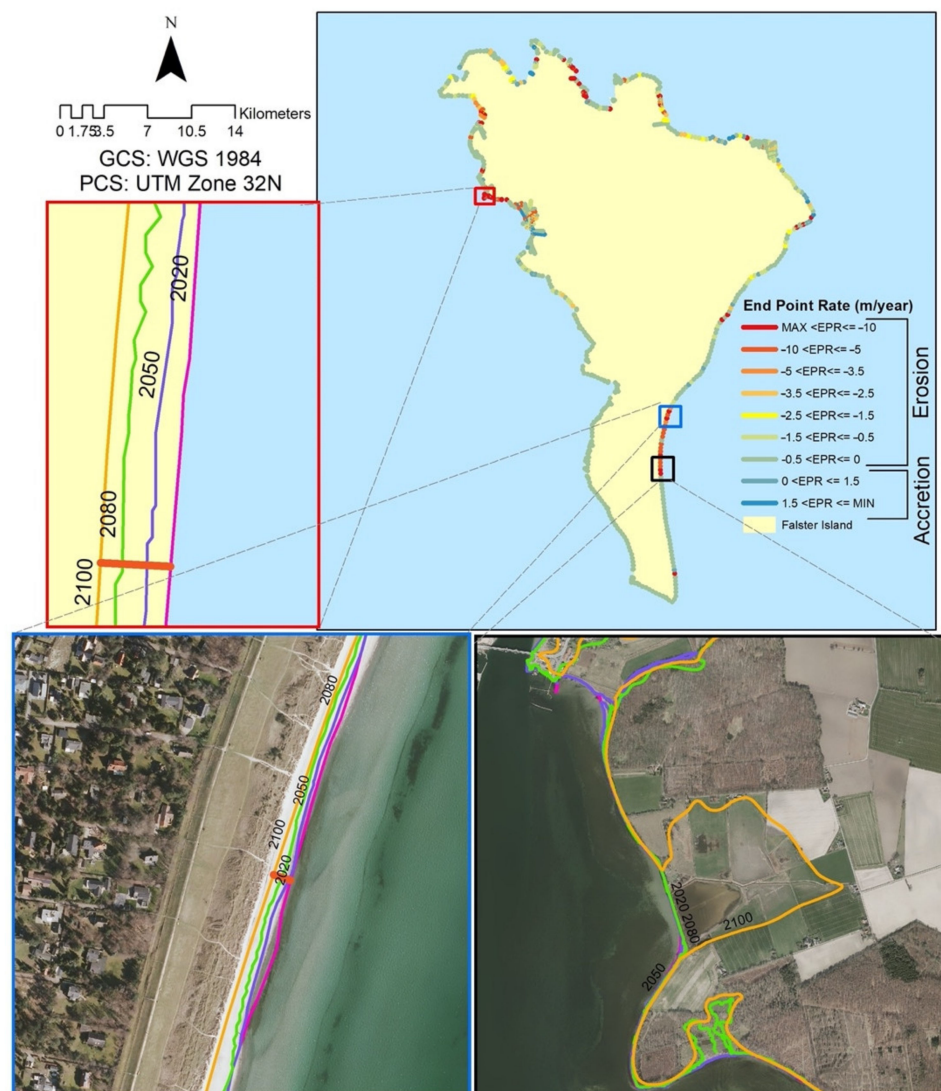 N
Kilometers
0 1.75 3.5 7 10.5 14
GCS: WGS 1984
PCS: UTM Zone 32N
2020
2050
2080
2100
End Point Rate (m/year)
MAX <EPR<= -10
-10 <EPR<= -5
-5 <EPR<= -3.5
-3.5 <EPR<= -2.5
-2.5 <EPR<= -1.5
-1.5 <EPR<= -0.5
-0.5 <EPR<= 0
0 <EPR <= 1.5
1.5 <EPR <= MIN
Falster Island
Erosion
Accretion
2080
2050
2100
2020
2020 2080
2100
2050